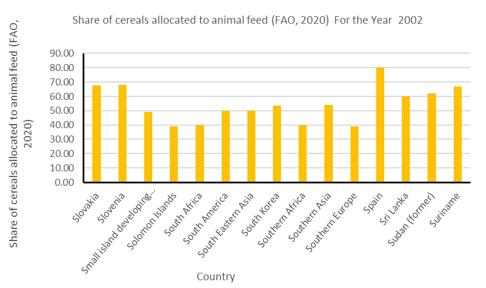 Share of cereals allocated to animal feed (FAO, 2020) For the Year 2002
Share of cereals allocated to animal feed (FAO,
2020)
90.00
80.00
70.00
60.00
50.00
40.00
30.00
20.00
10.00
0.00
Slovakia
Slovenia
Small island developing...
Solomon Islands
South Africa
South America
South Eastern Asia
South Korea
Southern Africa
Southern Asia
Southern Europe
Spain
Sri Lanka
Sudan (former)
Suriname
Country